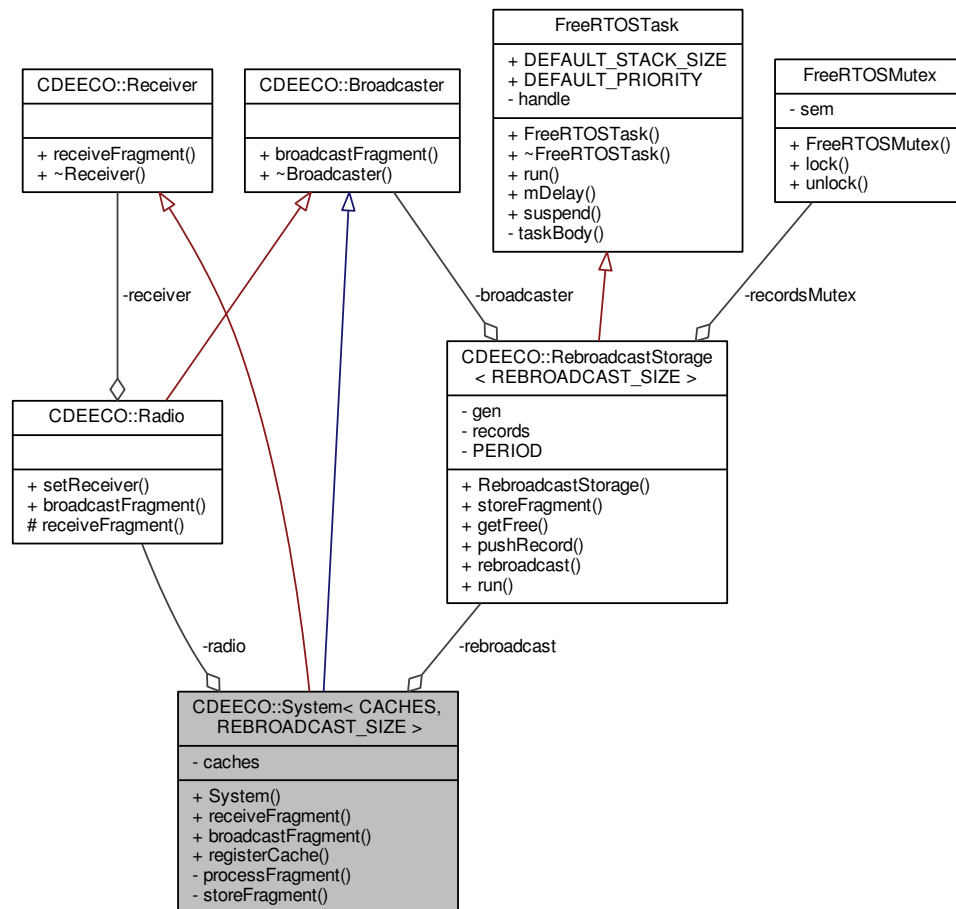 FreeRTOSTask
+ DEFAULT_STACK_SIZE
+ DEFAULT_PRIORITY
- handle
+ FreeRTOSTask()
+ ~FreeRTOSTask()
+ run()
+ mDelay()
+ suspend()
- taskBody()
CDEECO::Receiver
+ receiveFragment()
+ ~Receiver()
CDEECO::Broadcaster
+ broadcastFragment()
+ ~Broadcaster()
FreeRTOSMutex
- sem
+ FreeRTOSMutex()
+ lock()
+ unlock()
-receiver
-broadcaster
-recordsMutex
CDEECO::RebroadcastStorage
< REBROADCAST_SIZE >
- gen
- records
- PERIOD
+ RebroadcastStorage()
+ storeFragment()
+ getFree()
+ pushRecord()
+ rebroadcast()
+ run()
CDEECO::Radio
+ setReceiver()
+ broadcastFragment()
# receiveFragment()
-radio
-rebroadcast
CDEECO::System< CACHES,
REBROADCAST_SIZE >
- caches
+ System()
+ receiveFragment()
+ broadcastFragment()
+ registerCache()
- processFragment()
- storeFragment()